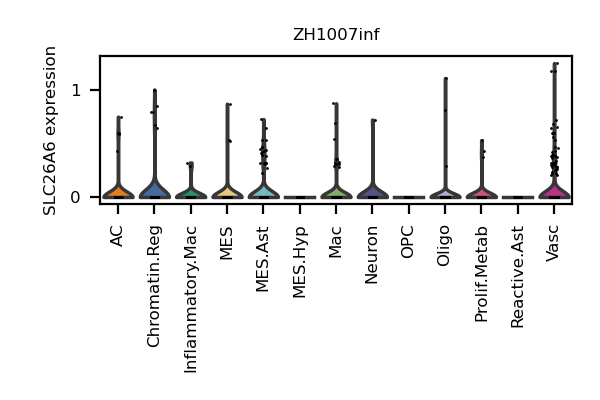 ZH1007inf
SLC26A6 expression
1
0
AC
Chromatin.Reg
Inflammatory.Mac
MES
MES.Ast
MES.Hyp
Mac
Neuron
OPC
Oligo
Prolif.Metab
Reactive.Ast
Vasc